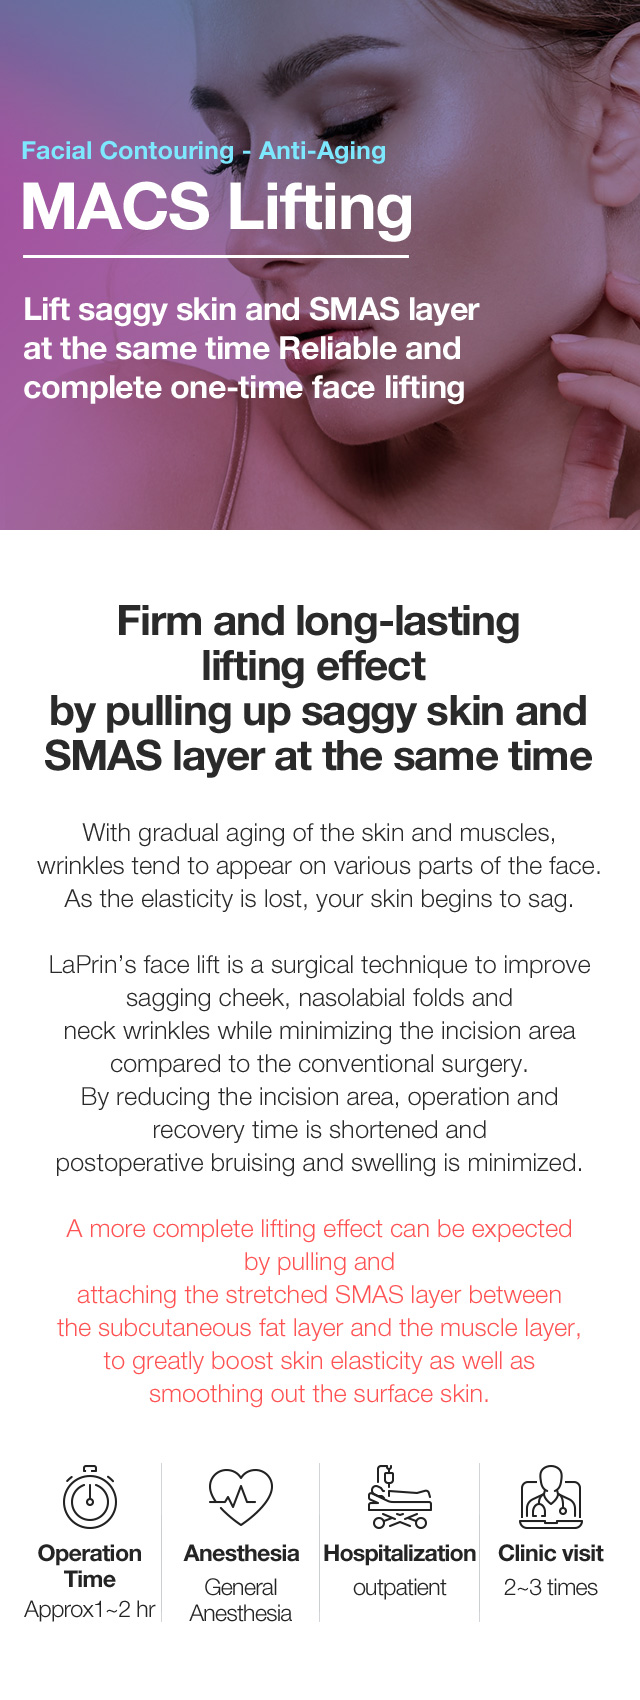 Facial Contouring - Anti-Aging
MACS Lifting
Lift saggy skin and SMAS layer
at the same time Reliable and
complete one-time face lifting
Firm and long-lasting
lifting effect
by pulling up saggy skin and
SMAS layer at the same time
With gradual aging of the skin and muscles,
wrinkles tend to appear on various parts of the face.
As the elasticity is lost, your skin begins to sag.
LaPrin’s face lift is a surgical technique to improve
sagging cheek, nasolabial folds and
neck wrinkles while minimizing the incision area
compared to the conventional surgery.
By reducing the incision area, operation and
recovery time is shortened and
postoperative bruising and swelling is minimized.
A more complete lifting effect can be expected
by pulling and
attaching the stretched SMAS layer between
the subcutaneous fat layer and the muscle layer,
to greatly boost skin elasticity as well as
smoothing out the surface skin.
Operation
Time
Approx1~2 hr
Anesthesia
General
Anesthesia
Hospitalization
outpatient
Clinic visit
2~3 times